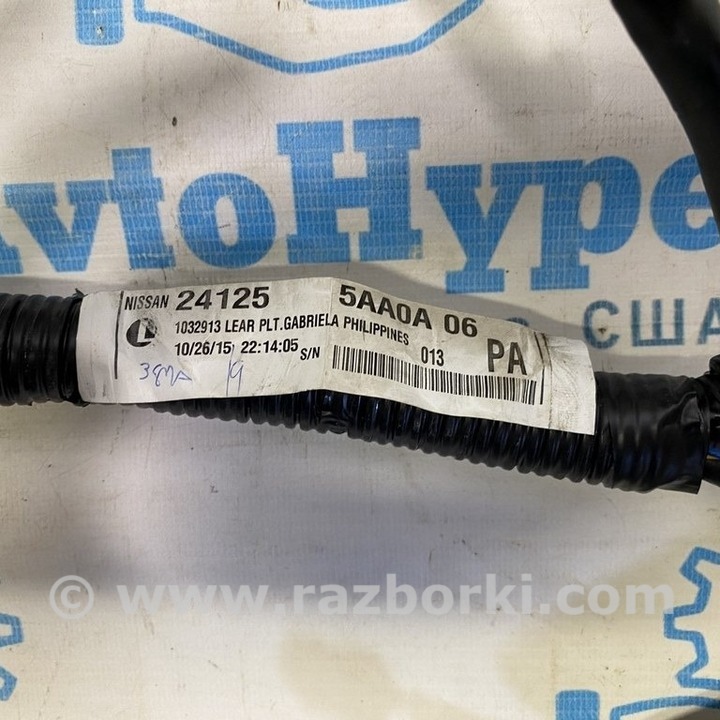 AvtoHype
США
NISSAN 24125 5AA0A 06
1032913 LEAR PLT.GABRIELA PHILIPPINES
10/26/15 22:14:05 S/N 013 PA
© www.razborki.com